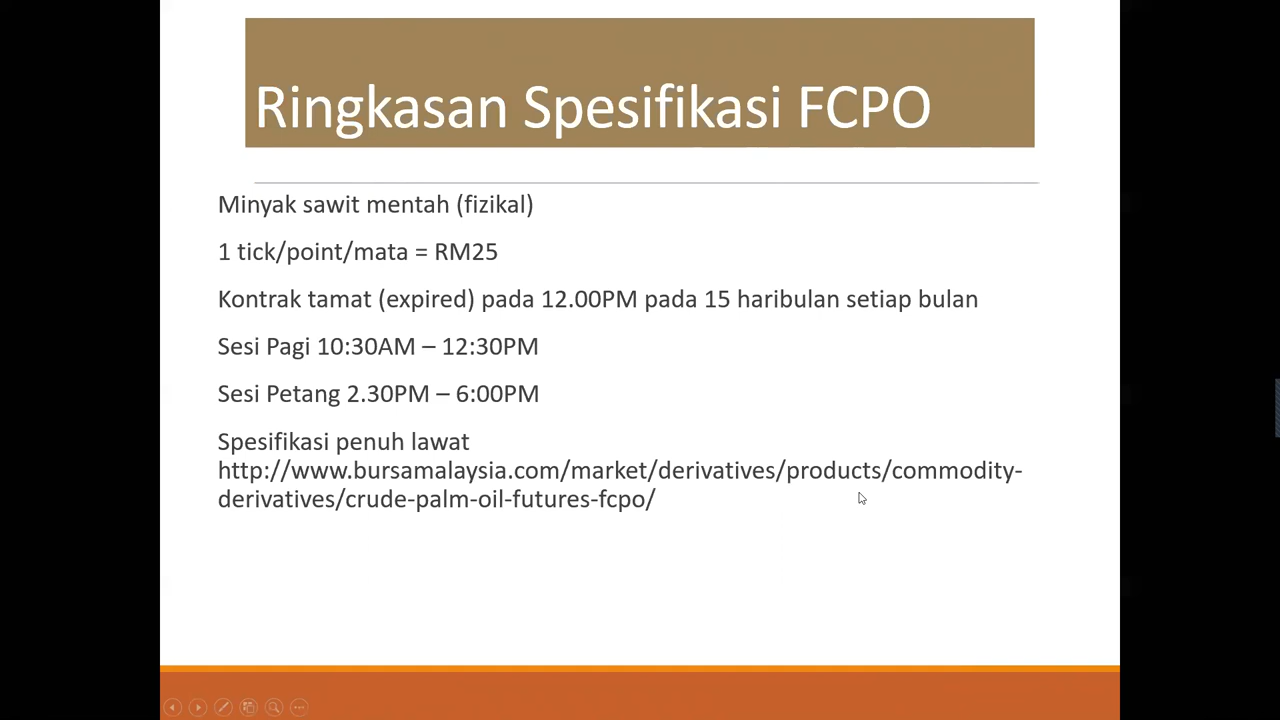 Ringkasan Spesifikasi FCPO
Minyak sawit mentah (fizikal)
1 tick/point/mata = RM25
Kontrak tamat (expired) pada 12.00PM pada 15 haribulan setiap bulan
Sesi Pagi 10:30AM – 12:30PM
Sesi Petang 2.30PM – 6:00PM
Spesifikasi penuh lawat
http://www.bursamalaysia.com/market/derivatives/products/commodity-
derivatives/crude-palm-oil-futures-fcpo/